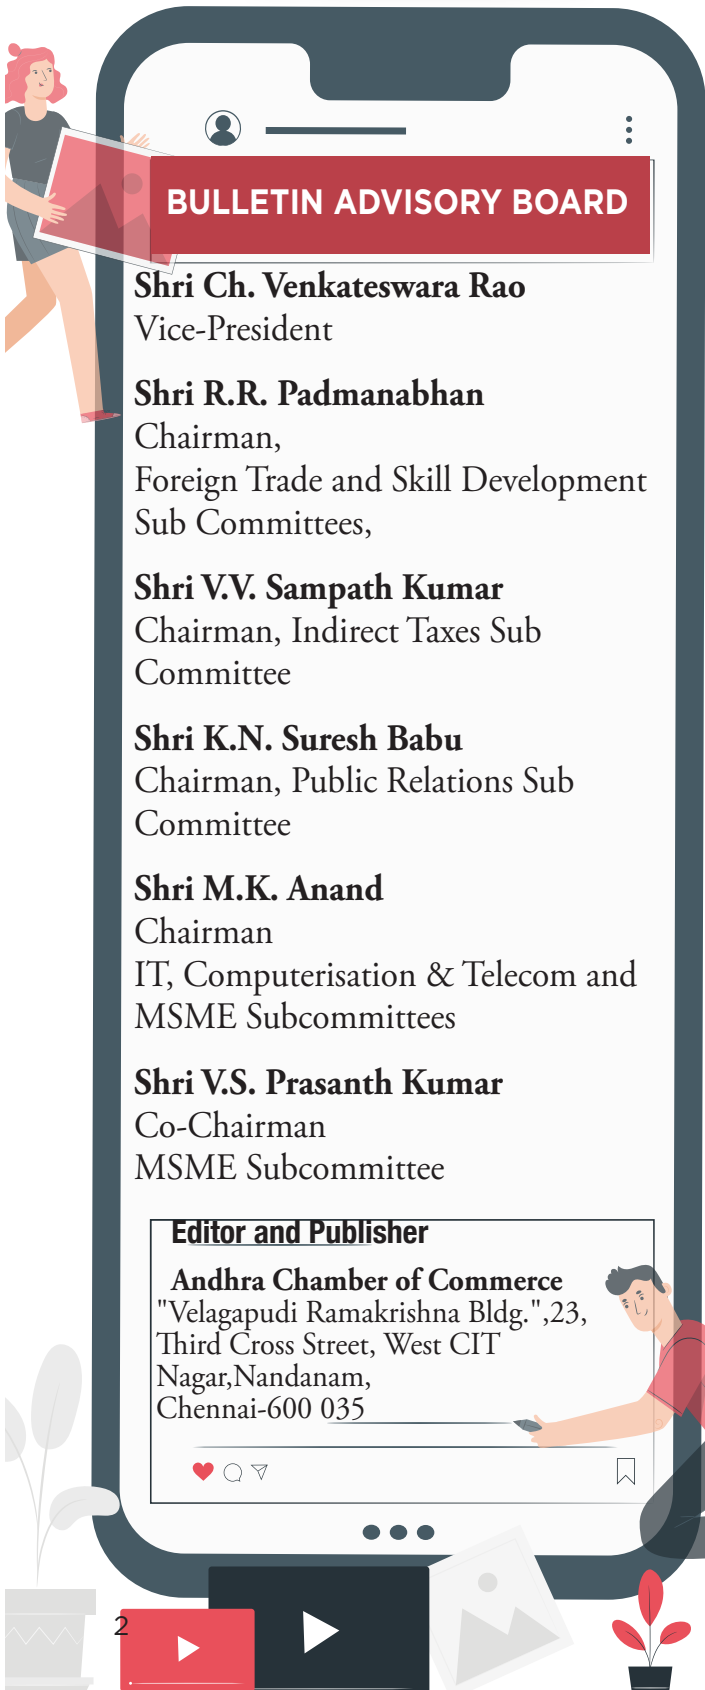 BULLETIN ADVISORY BOARD
Shri Ch. Venkateswara Rao
Vice-President
Shri R.R. Padmanabhan
Chairman,
Foreign Trade and Skill Development
Sub Committees,
Shri V.V. Sampath Kumar
Chairman, Indirect Taxes Sub
Committee
Shri K.N. Suresh Babu
Chairman, Public Relations Sub
Committee
Shri M.K. Anand
Chairman
IT, Computerisation & Telecom and
MSME Subcommittees
Shri V.S. Prasanth Kumar
Co-Chairman
MSME Subcommittee
Editor and Publisher
Andhra Chamber of Commerce
"Velagapudi Ramakrishna Bldg.",23,
Third Cross Street, West CIT
Nagar,Nandanam,
Chennai-600 035
2